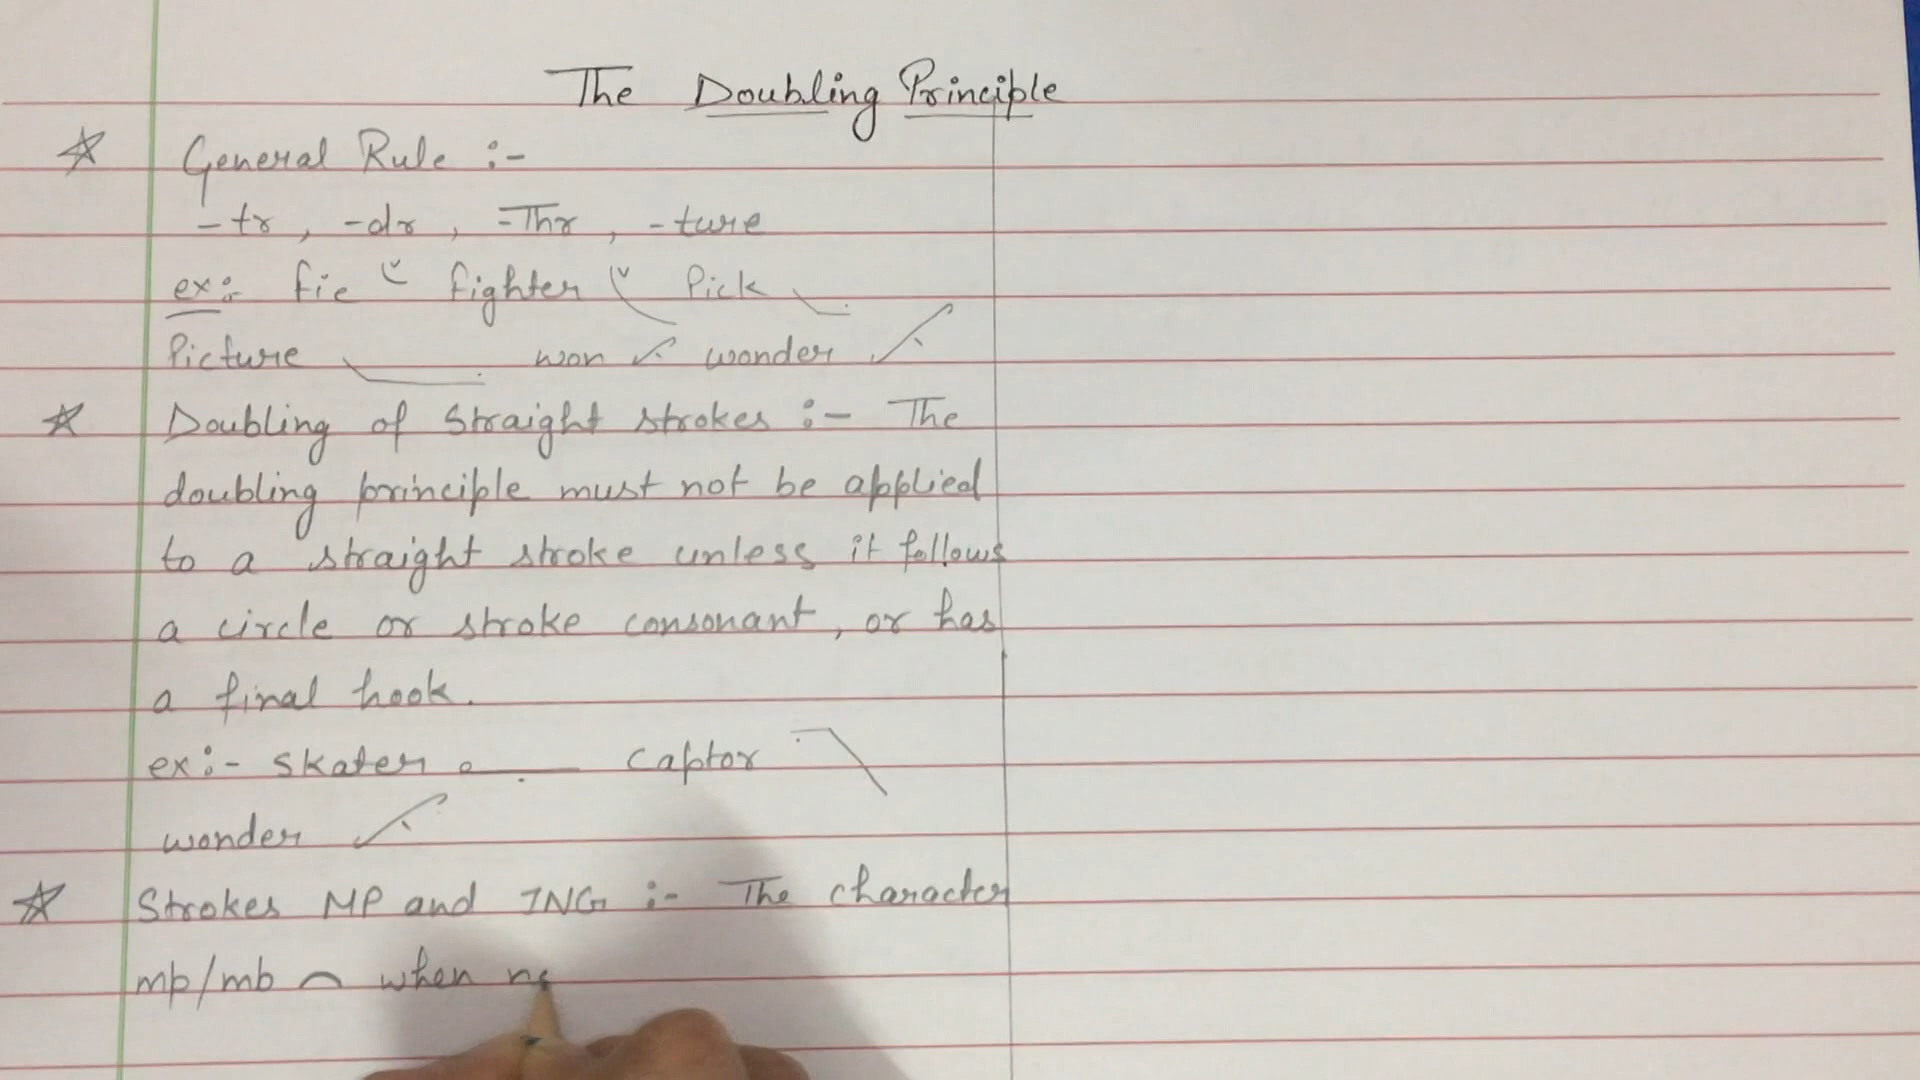 The Doubling Principle
☆ General Rule :-
- tr , - dr , - Thr , - ture
ex:- fie fighter Pick
Picture won wonder
☆ Doubling of Straight strokes :- The
doubling principle must not be applied
to a straight stroke unless it follows
a circle or stroke consonant, or has
a final hook.
ex:- skater captor
wonder
☆ Strokes MP and ING :- The character
mp/mb when